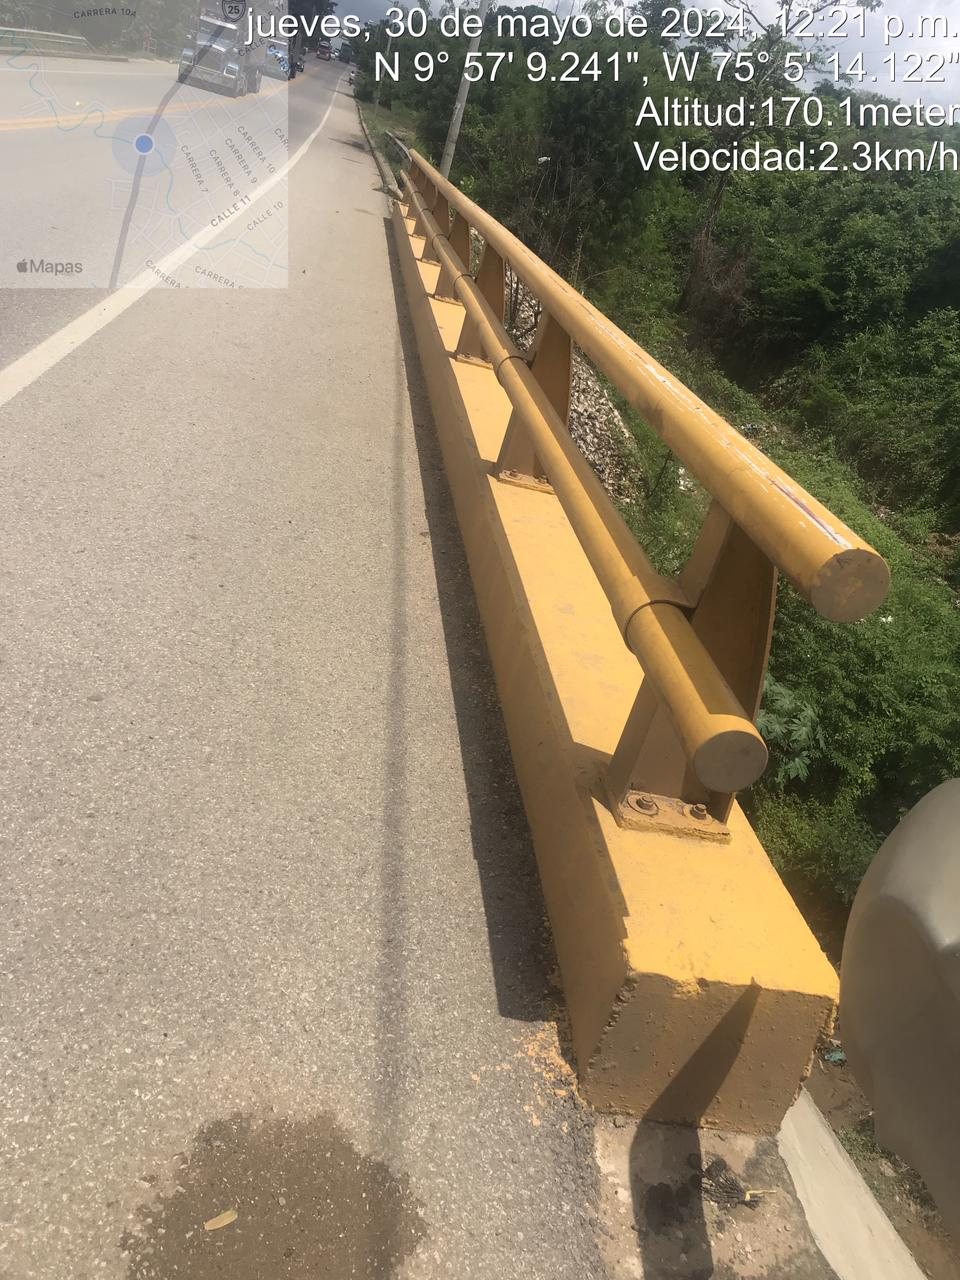 jueves, 30 de mayo de 2024, 12:21 p.m.
N 9° 57' 9.241", W 75° 5' 14.122"
Altitud:170.1meter
Velocidad:2.3km/h
CARRERA 10A
25
CARRERA 10
CARRERA 9
CARRERA 8
CARRERA 7
CALLE 11
CALLE 10
Mapas